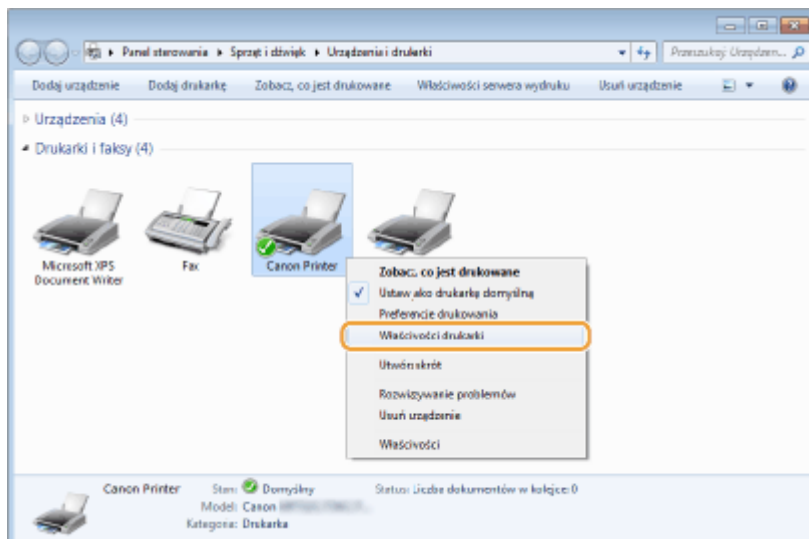 Panel sterowania ▸ Sprzęt i dźwięk ▸ Urządzenia i drukarki
Przeszukaj: Urządzen...
Dodaj urządzenie Dodaj drukarkę Zobacz, co jest drukowane Właściwości serwera wydruku Usuń urządzenie
Urządzenia (4)
Drukarki i faksy (4)
Microsoft XPS
Document Writer
Fax
Canon Printer
Zobacz, co jest drukowane
Ustaw jako drukarkę domyślną
Preferencje drukowania
Właściwości drukarki
Utwórz skrót
Rozwiązywanie problemów
Usuń urządzenie
Właściwości
Canon Printer Stan: Domyślny Status: Liczba dokumentów w kolejce: 0
Model: Canon
Kategoria: Drukarka